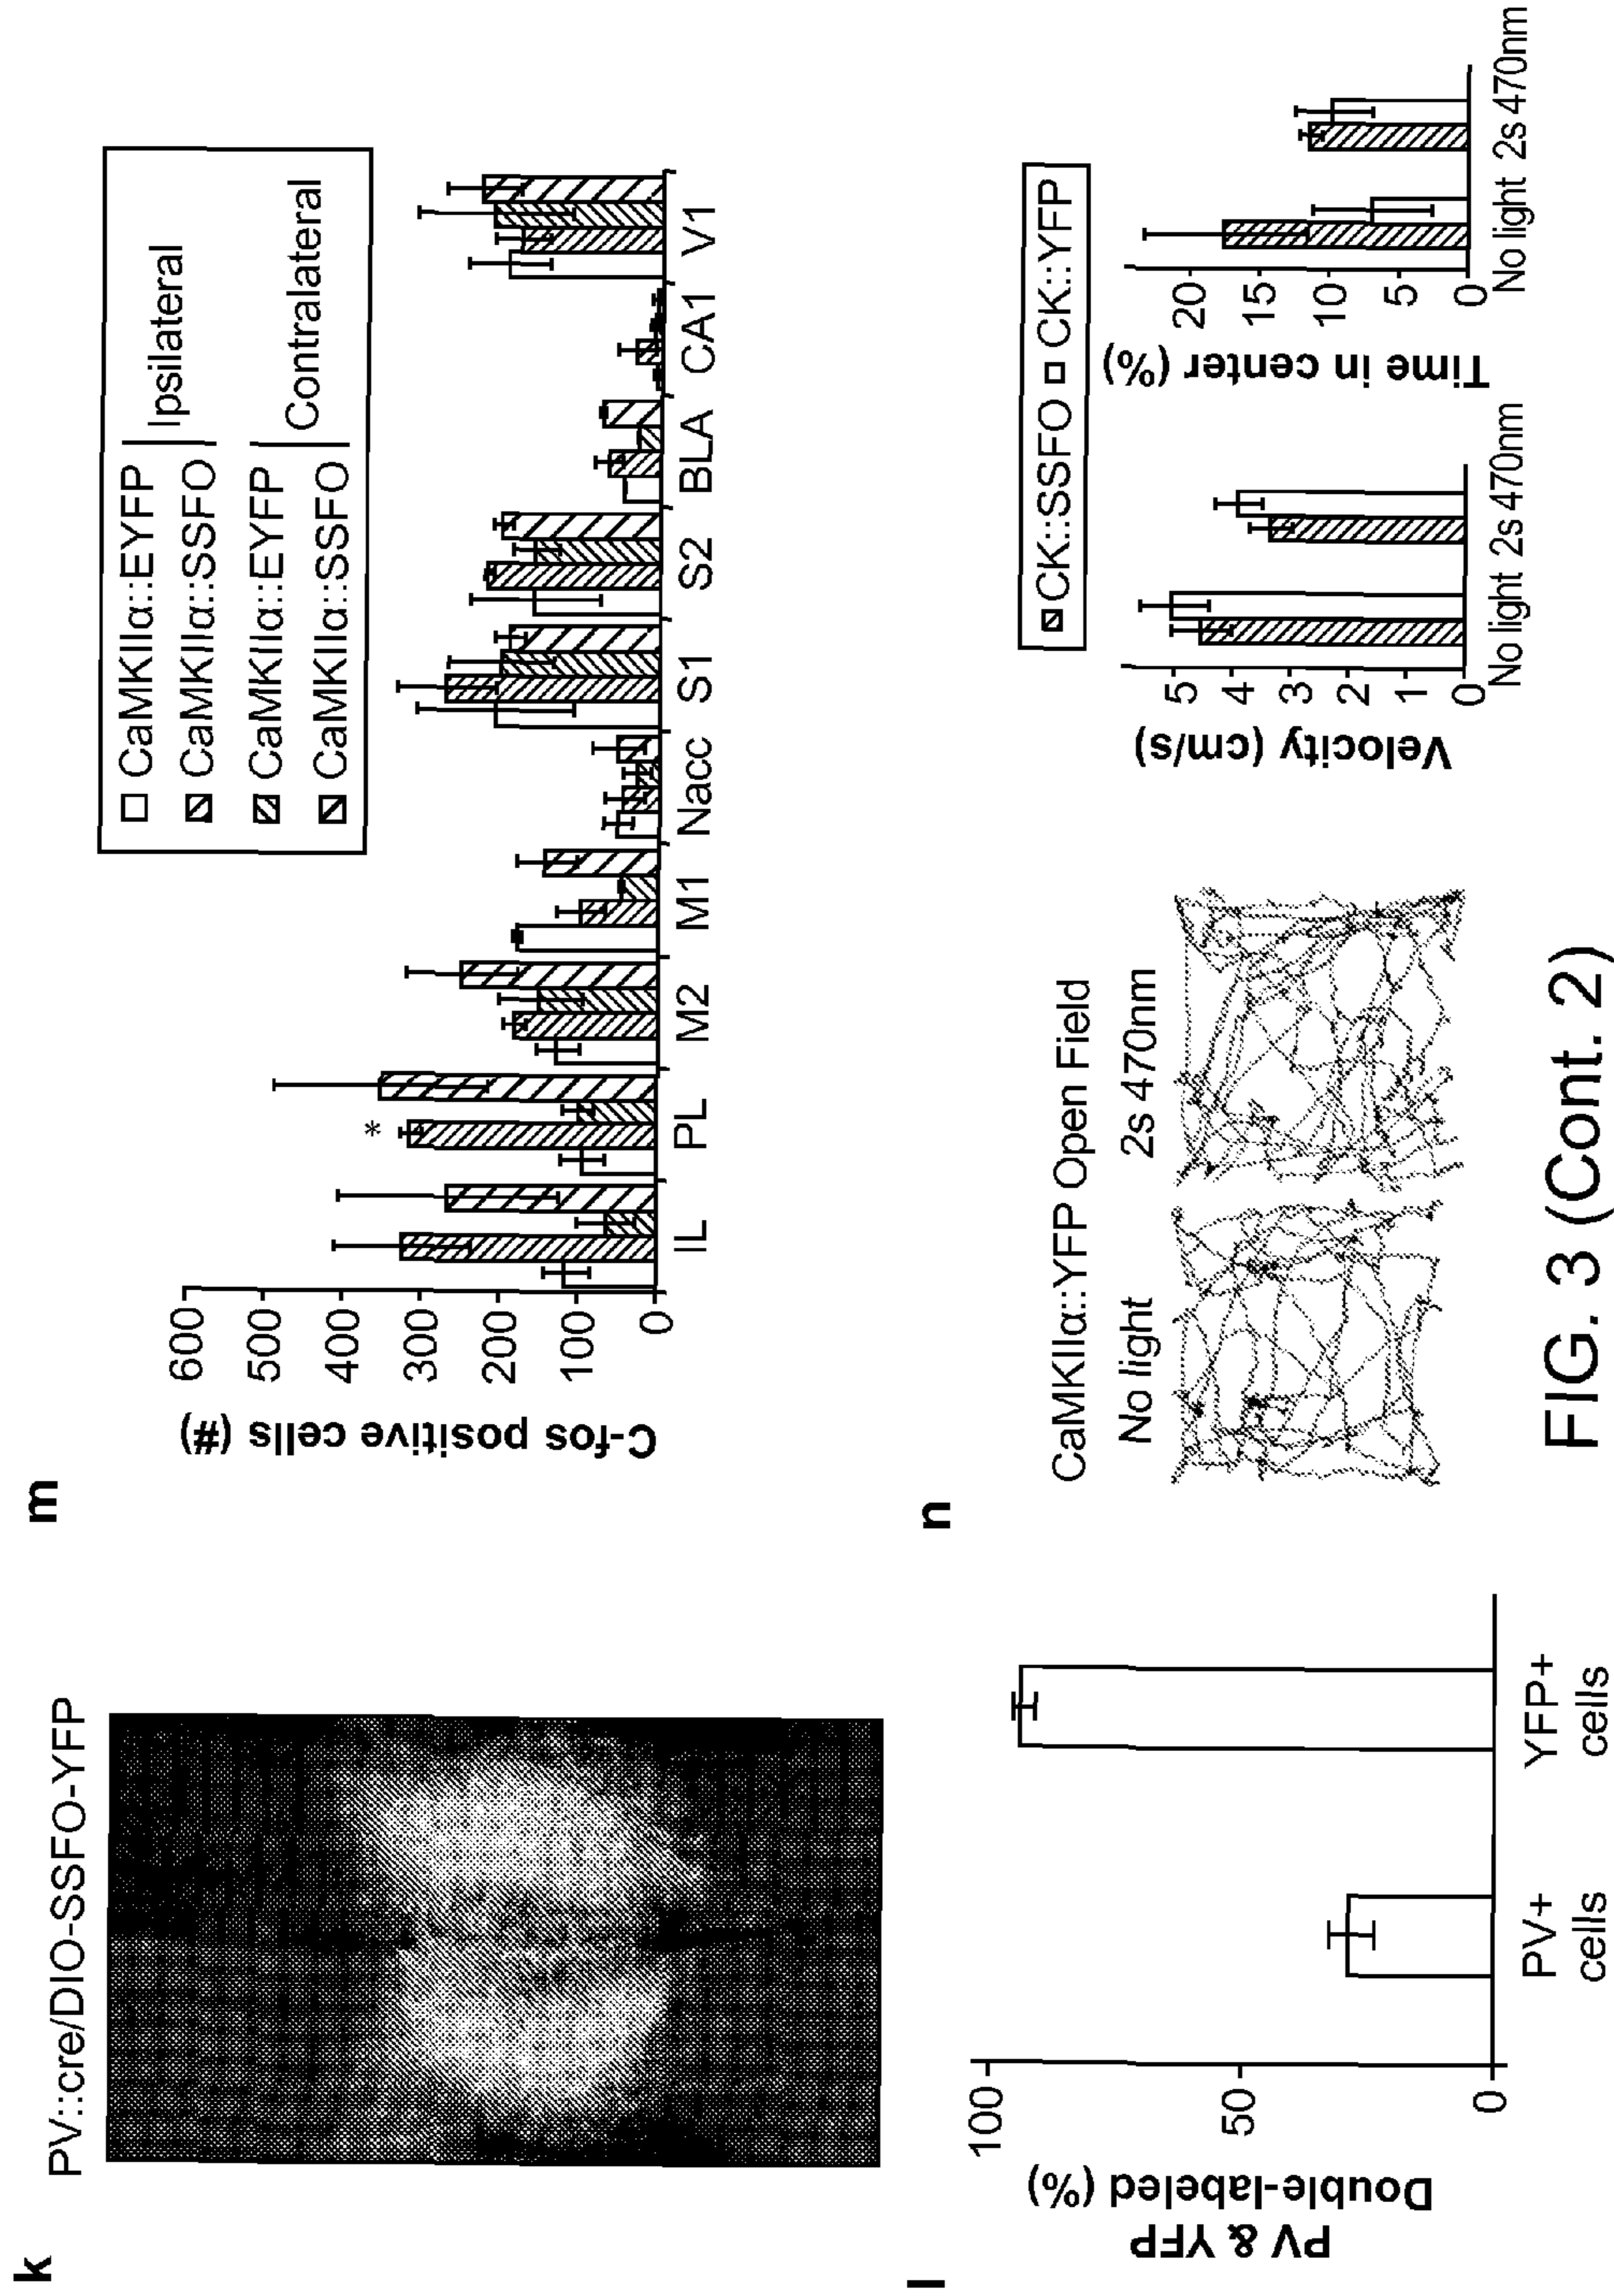 k
PV::cre/DIO-SSFO-YFP
l
PV & YFP
Double-labeled (%)
100
50
0
PV+
cells
YFP+
cells
m
C-fos positive cells (#)
600
500
400
300
200
100
0
*
IL PL M2 M1 Nacc S1 S2 BLA CA1 V1
CaMKIIα::EYFP
CaMKIIα::SSFO
Ipsilateral
CaMKIIα::EYFP
CaMKIIα::SSFO
Contralateral
n
CaMKIIα::YFP Open Field
No light 2s 470nm
CK::SSFO CK::YFP
Velocity (cm/s)
5
4
3
2
1
0
No light 2s 470nm
Time in center (%)
20
15
10
5
0
No light 2s 470nm
FIG. 3 (Cont. 2)